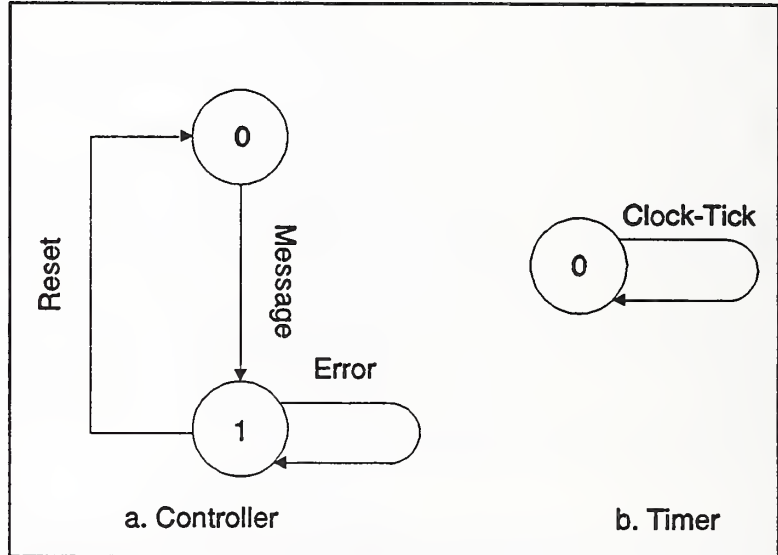 0
Clock-Tick
0
Reset
Message
Error
1
a. Controller
b. Timer